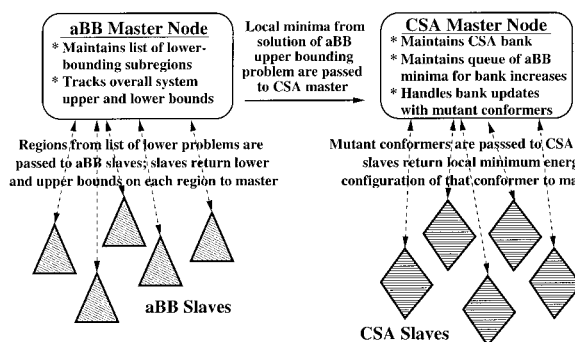 aBB Master Node
* Maintains list of lower-
bounding subregions
* Tracks overall system
upper and lower bounds
Local minima from
solution of aBB
upper bounding
problem are passed
to CSA master
CSA Master Node
* Maintains CSA bank
* Maintains queue of aBB
minima for bank increases
* Handles bank updates
with mutant conformers
Regions from list of lower problems are
passed to aBB slaves; slaves return lower
and upper bounds on each region to master
Mutant conformers are passsed to CSA
slaves return local minimum energ
configuration of that conformer to ma
aBB Slaves
CSA Slaves